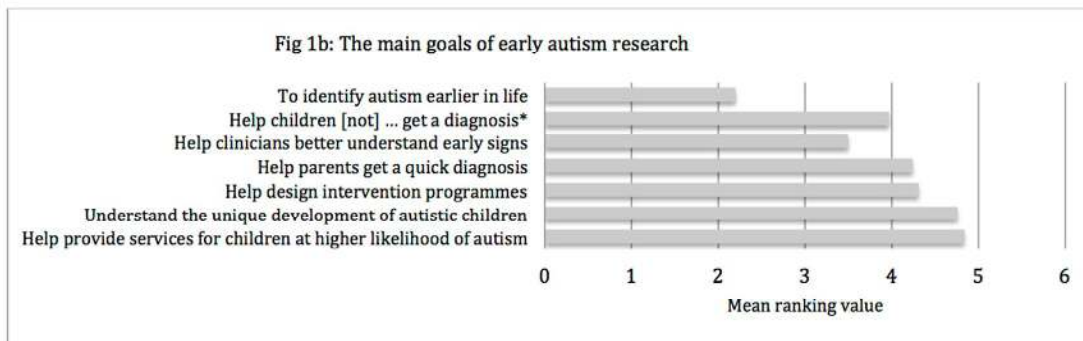 Fig 1b: The main goals of early autism research
To identify autism earlier in life
Help children [not] ... get a diagnosis*
Help clinicians better understand early signs
Help parents get a quick diagnosis
Help design intervention programmes
Understand the unique development of autistic children
Help provide services for children at higher likelihood of autism
0 1 2 3 4 5 6
Mean ranking value